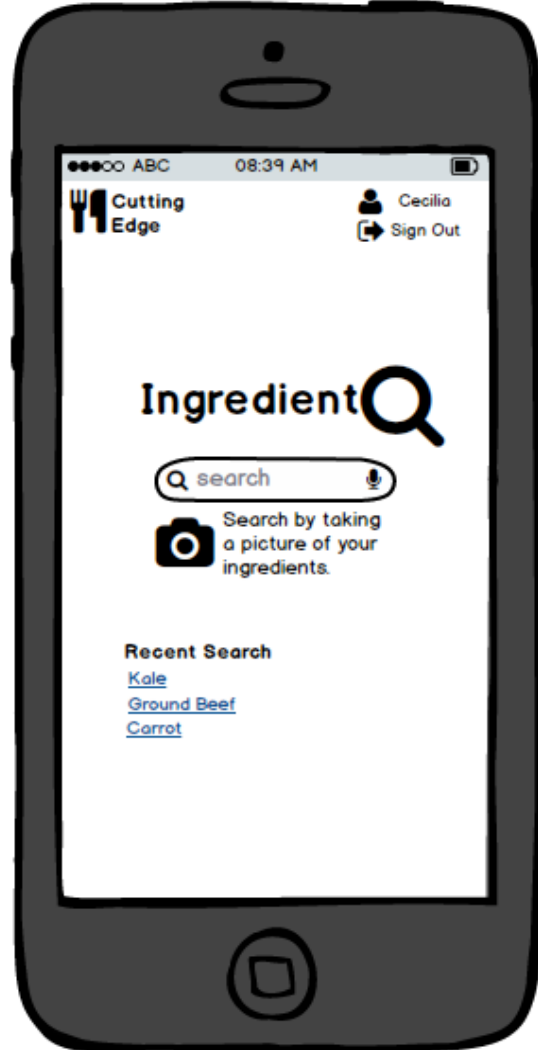 ABC 08:39 AM
Cutting
Edge
Cecilia
Sign Out
Ingredient
search
Search by taking
a picture of your
ingredients.
Recent Search
Kale
Ground Beef
Carrot